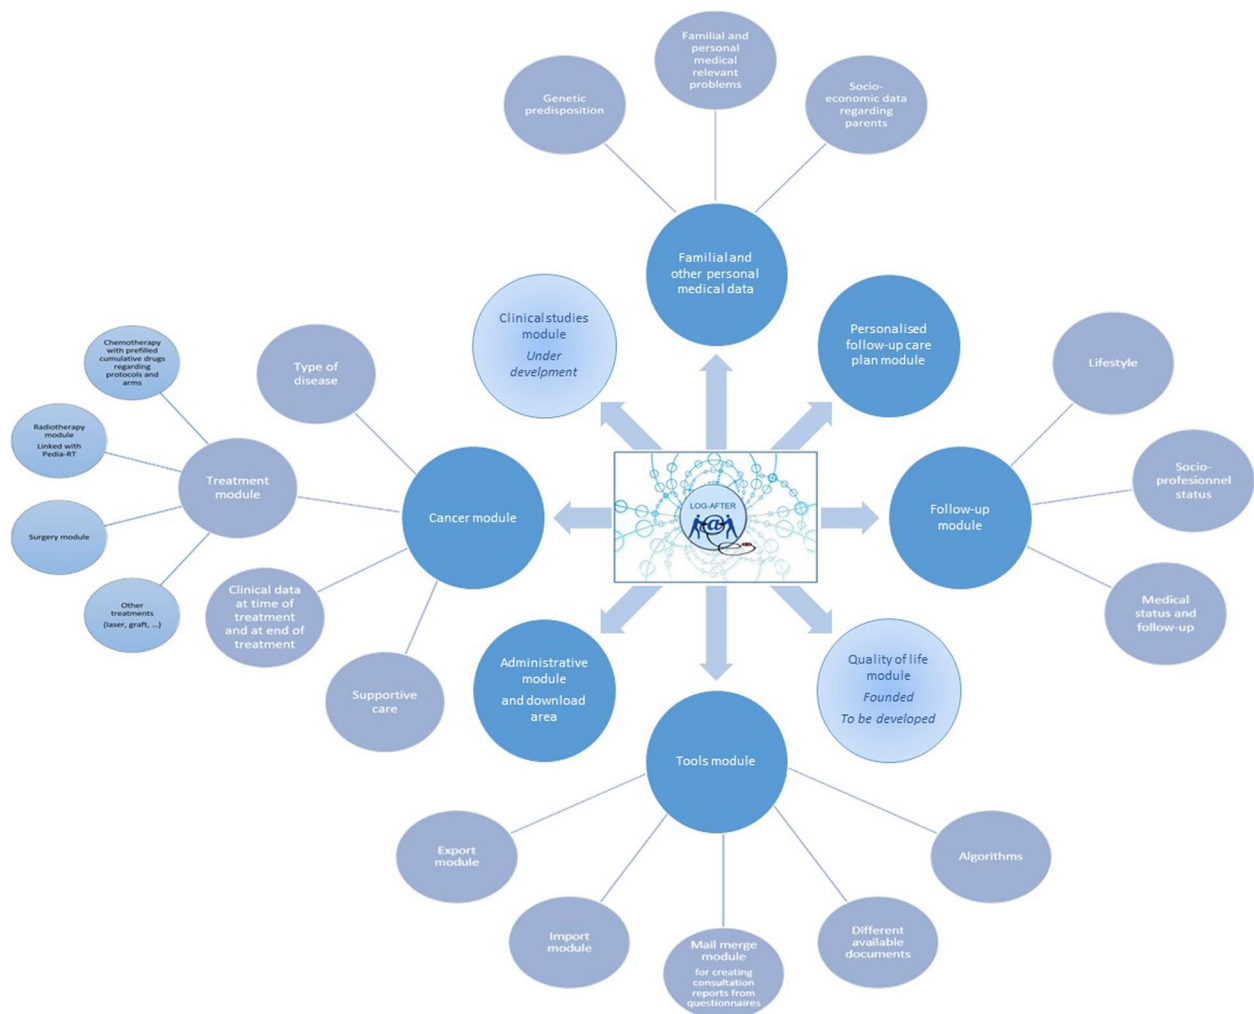 Familial and
personal
medical
relevant
problems
Genetic
predisposition
Socio-
economic data
regarding
parents
Familial and
other personal
medical data
Clinical studies
module
Under
develpment
Personalised
follow-up care
plan module
Chemotherapy
with prefilled
cumulative drugs
regarding
protocols and
arms
Type of
disease
Lifestyle
Radiotherapy
module
Linked with
Pedia-RT
Treatment
module
Cancer module
LOG-AFTER
@
Follow-up
module
Socio-
profesionnel
status
Surgery module
Other
treatments
(laser, graft, ...)
Clinical data
at time of
treatment
and at end of
treatment
Medical
status and
follow-up
Supportive
care
Administrative
module
and download
area
Quality of life
module
Founded
To be developed
Tools module
Export
module
Algorithms
Import
module
Mail merge
module
for creating
consultation
reports from
questionnaires
Different
available
documents